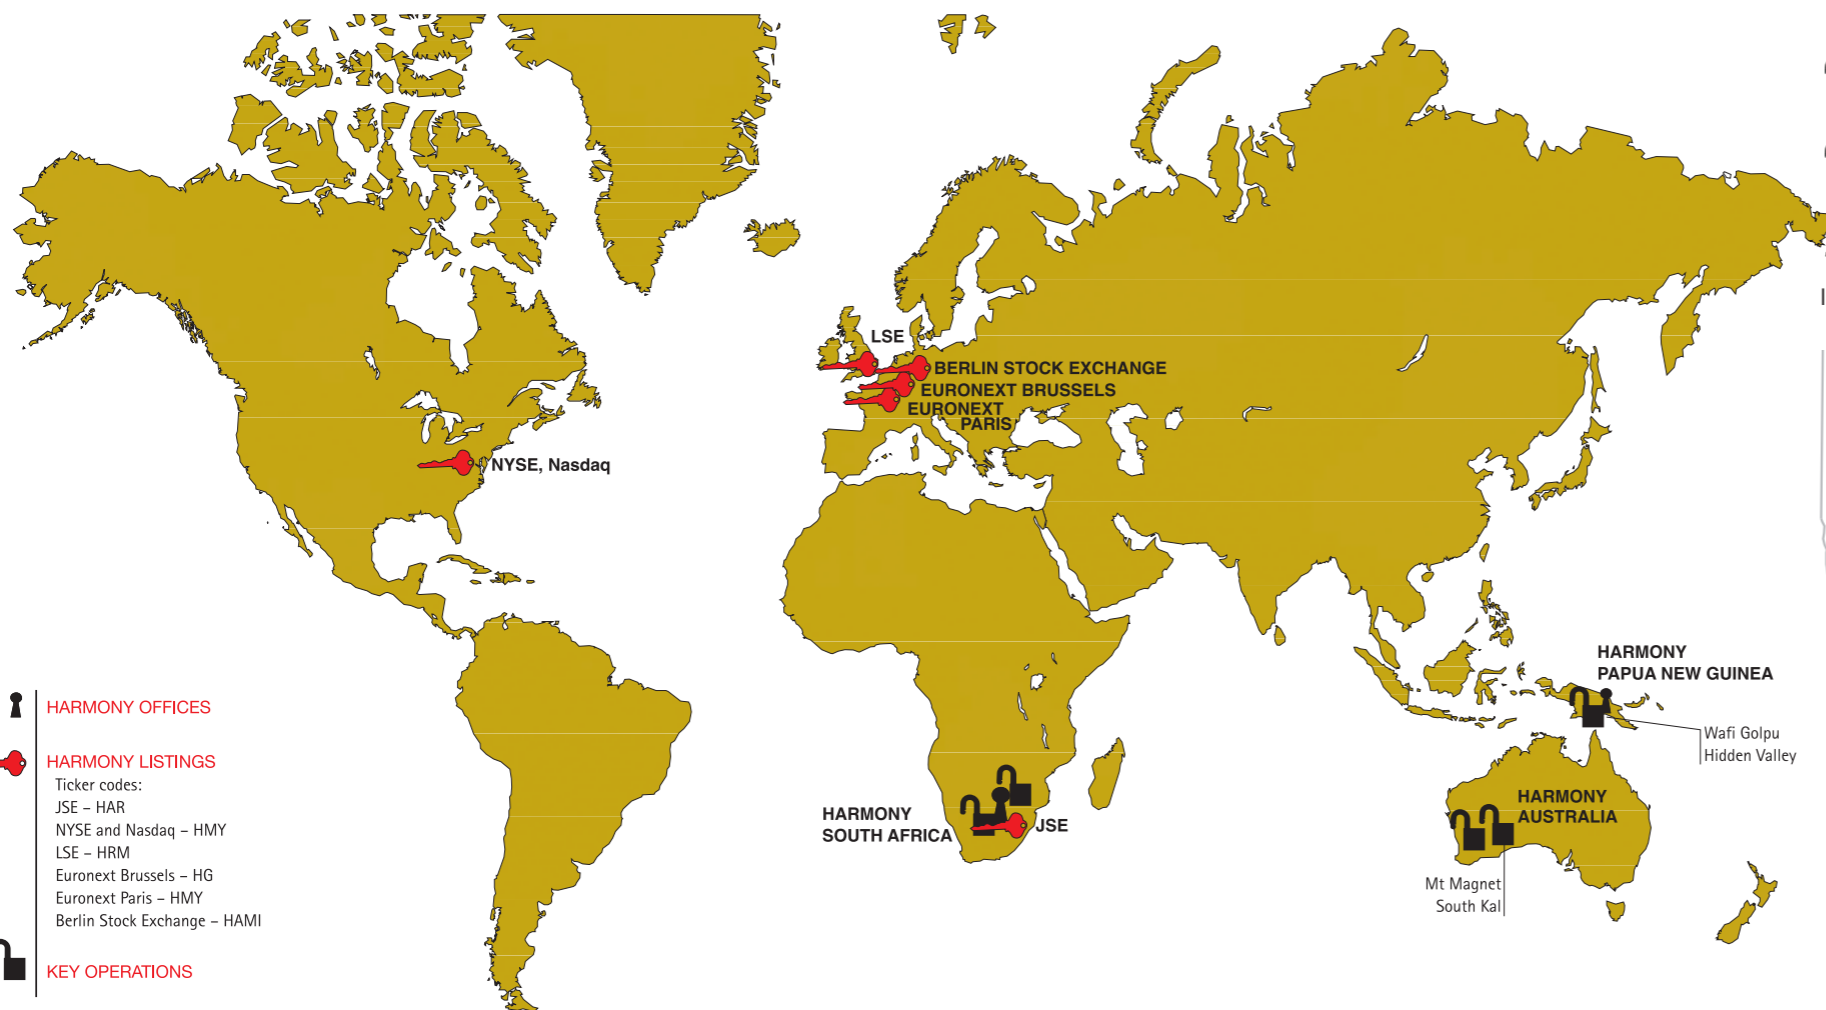 LSE
BERLIN STOCK EXCHANGE
EURONEXT BRUSSELS
EURONEXT
PARIS
NYSE, Nasdaq
HARMONY
PAPUA NEW GUINEA
Wafi Golpu
Hidden Valley
HARMONY
SOUTH AFRICA
JSE
HARMONY
AUSTRALIA
Mt Magnet
South Kal
HARMONY OFFICES
HARMONY LISTINGS
Ticker codes:
JSE – HAR
NYSE and Nasdaq – HMY
LSE – HRM
Euronext Brussels – HG
Euronext Paris – HMY
Berlin Stock Exchange – HAMI
KEY OPERATIONS